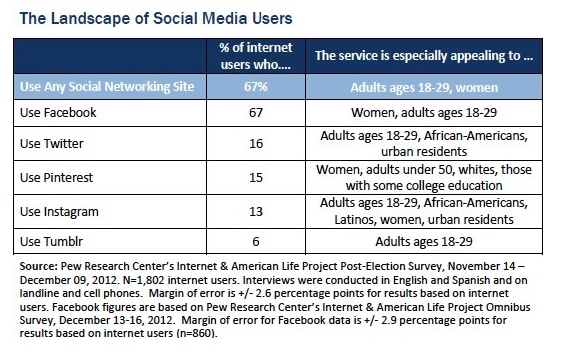 The Landscape of Social Media Users
% of internet
users who....
The service is especially appealing to ...
Use Any Social Networking Site 67% Adults ages 18-29, women
Use Facebook 67 Women, adults ages 18-29
Use Twitter 16 Adults ages 18-29, African-Americans,
urban residents
Use Pinterest 15 Women, adults under 50, whites, those
with some college education
Use Instagram 13 Adults ages 18-29, African-Americans,
Latinos, women, urban residents
Use Tumblr 6 Adults ages 18-29
Source: Pew Research Center's Internet & American Life Project Post-Election Survey, November 14 –
December 09, 2012. N=1,802 internet users. Interviews were conducted in English and Spanish and on
landline and cell phones. Margin of error is +/- 2.6 percentage points for results based on internet
users. Facebook figures are based on Pew Research Center's Internet & American Life Project Omnibus
Survey, December 13-16, 2012. Margin of error for Facebook data is +/- 2.9 percentage points for
results based on internet users (n=860).